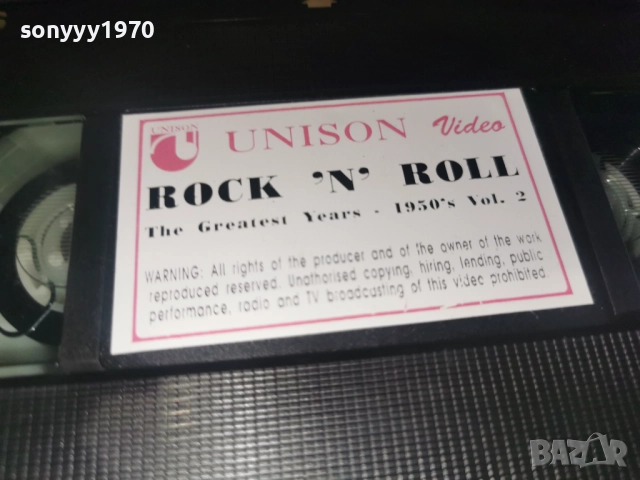 sonyyy1970
UNISON
UNISON Video
ROCK 'N' ROLL
The Greatest Years - 1950's Vol. 2
WARNING: All rights of the producer and of the owner of the work
reproduced reserved. Unathorised copying, hiring, lending, public
performance, radio and TV broadcasting of this video prohibited.
BAZAR